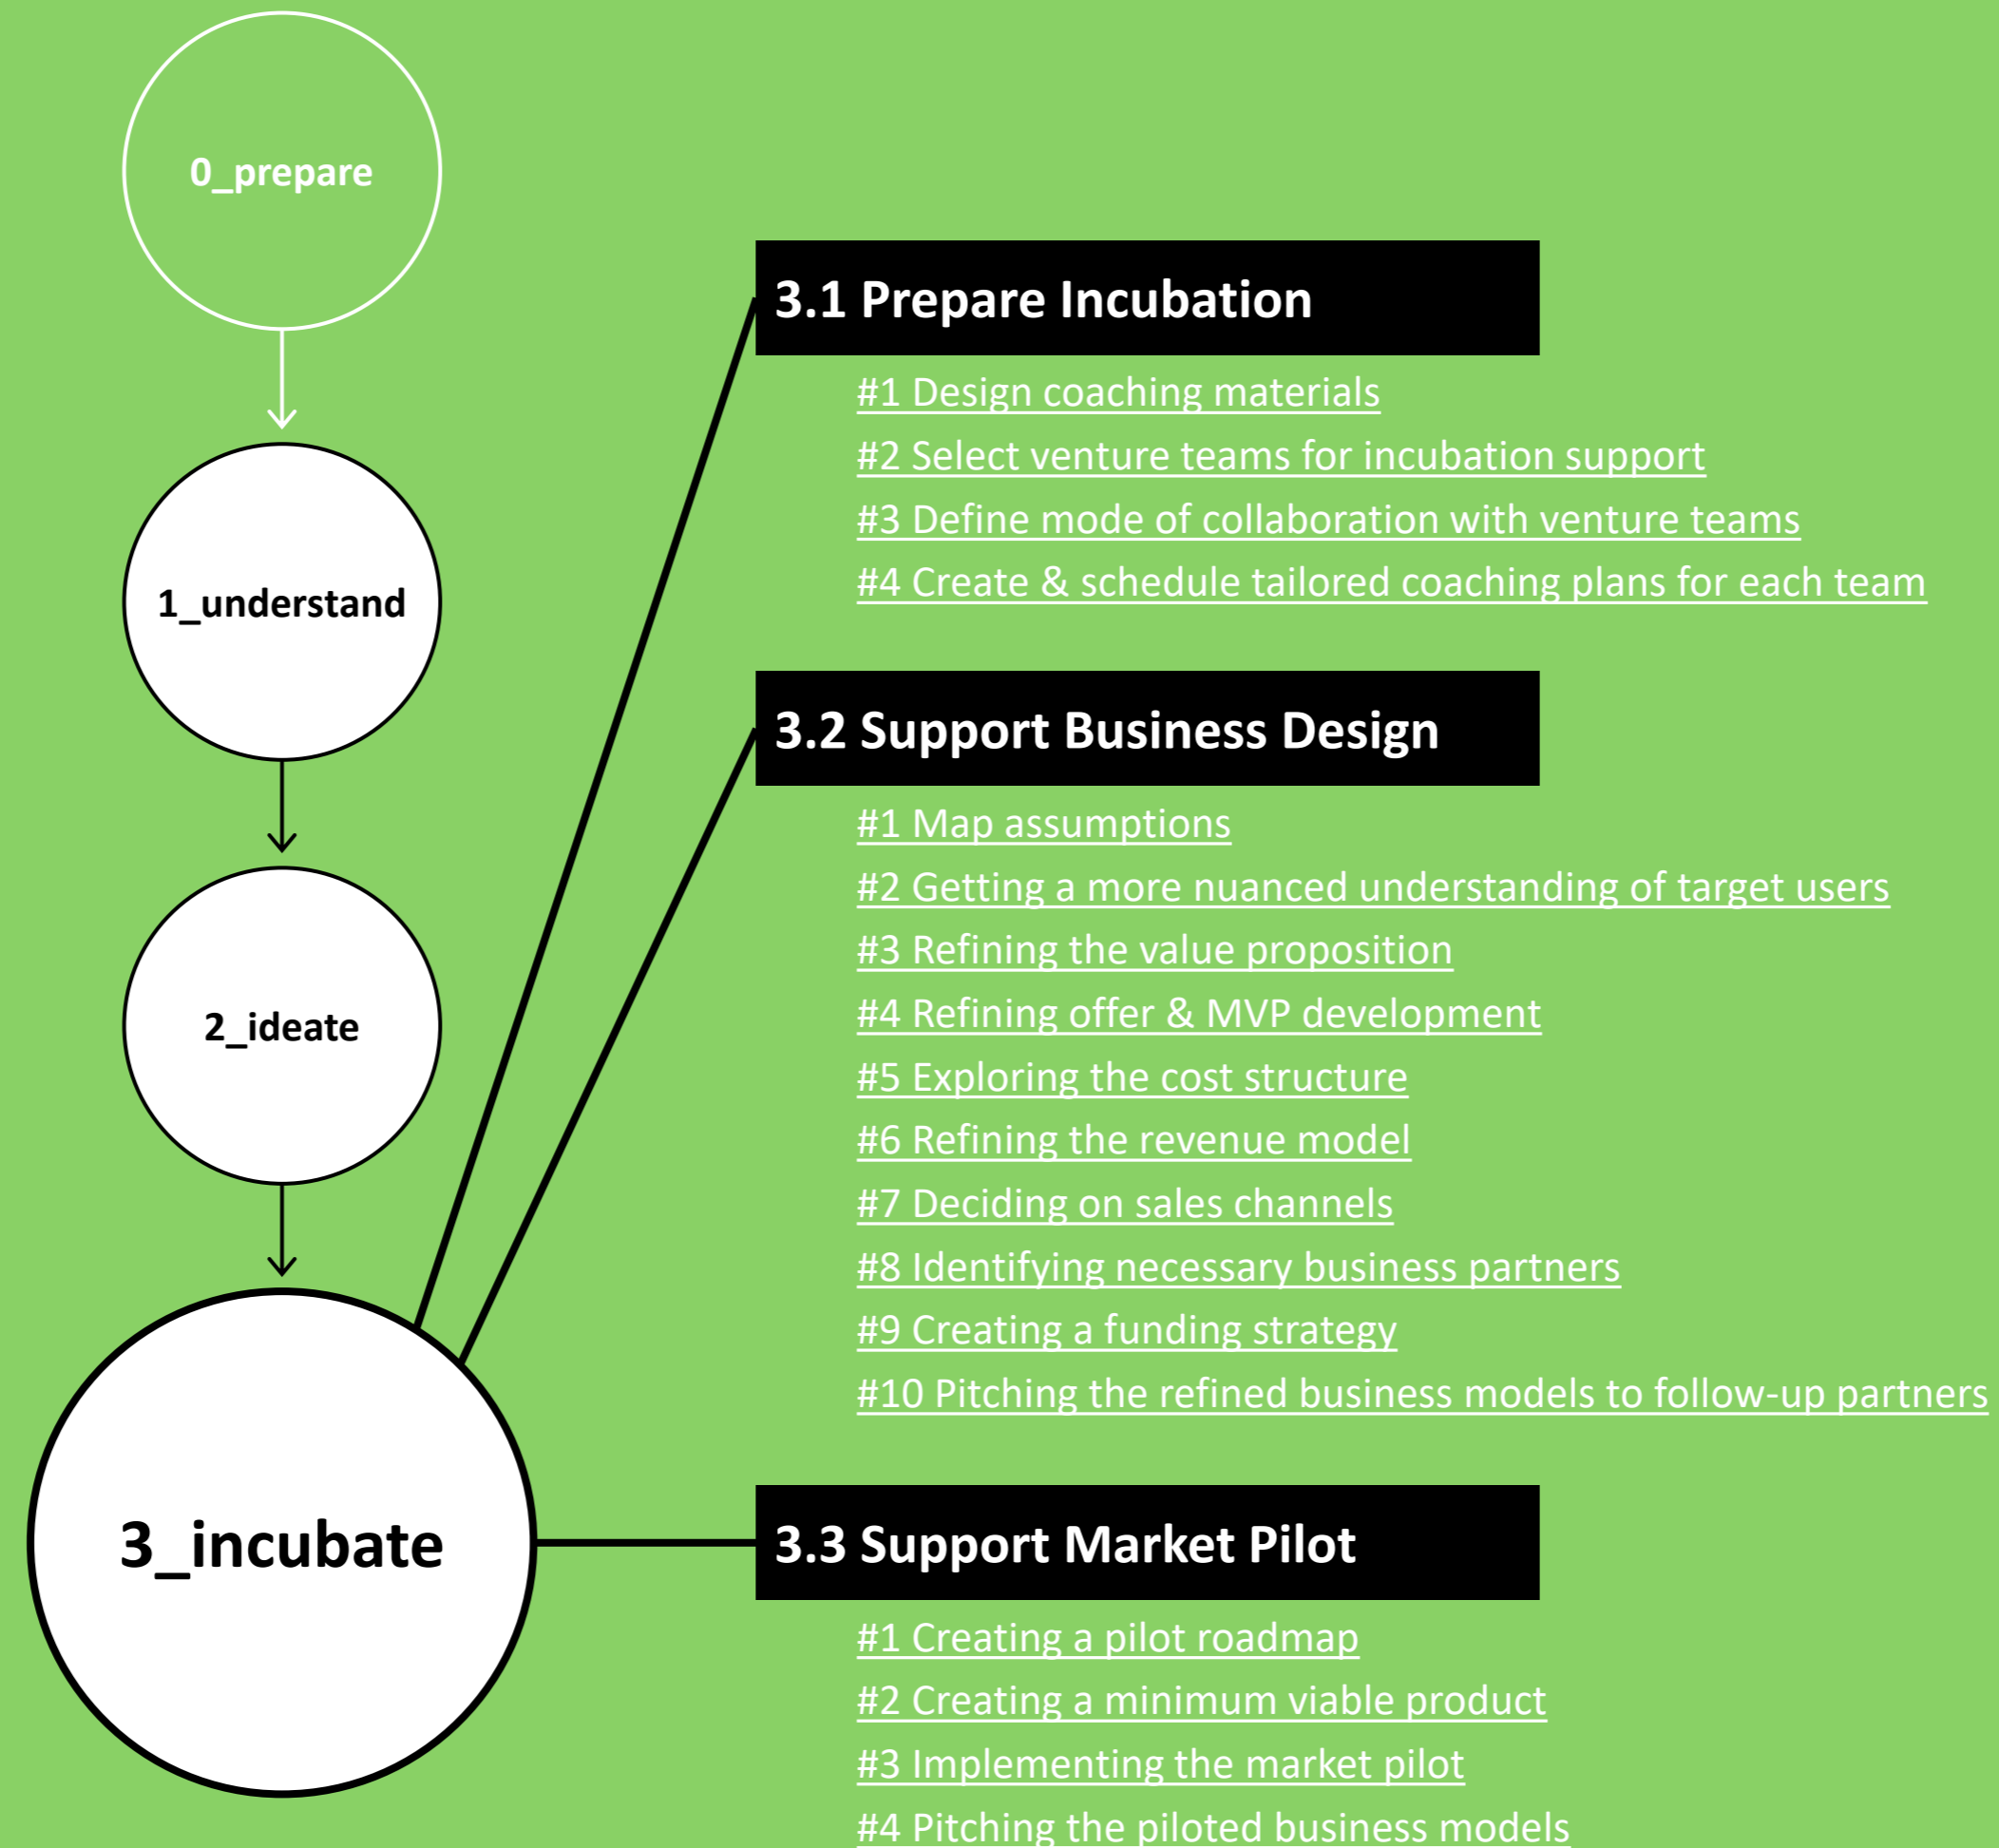 0_prepare
1_understand
2_ideate
3_incubate
3.1 Prepare Incubation
#1 Design coaching materials
#2 Select venture teams for incubation support
#3 Define mode of collaboration with venture teams
#4 Create & schedule tailored coaching plans for each team
3.2 Support Business Design
#1 Map assumptions
#2 Getting a more nuanced understanding of target users
#3 Refining the value proposition
#4 Refining offer & MVP development
#5 Exploring the cost structure
#6 Refining the revenue model
#7 Deciding on sales channels
#8 Identifying necessary business partners
#9 Creating a funding strategy
#10 Pitching the refined business models to follow-up partners
3.3 Support Market Pilot
#1 Creating a pilot roadmap
#2 Creating a minimum viable product
#3 Implementing the market pilot
#4 Pitching the piloted business models